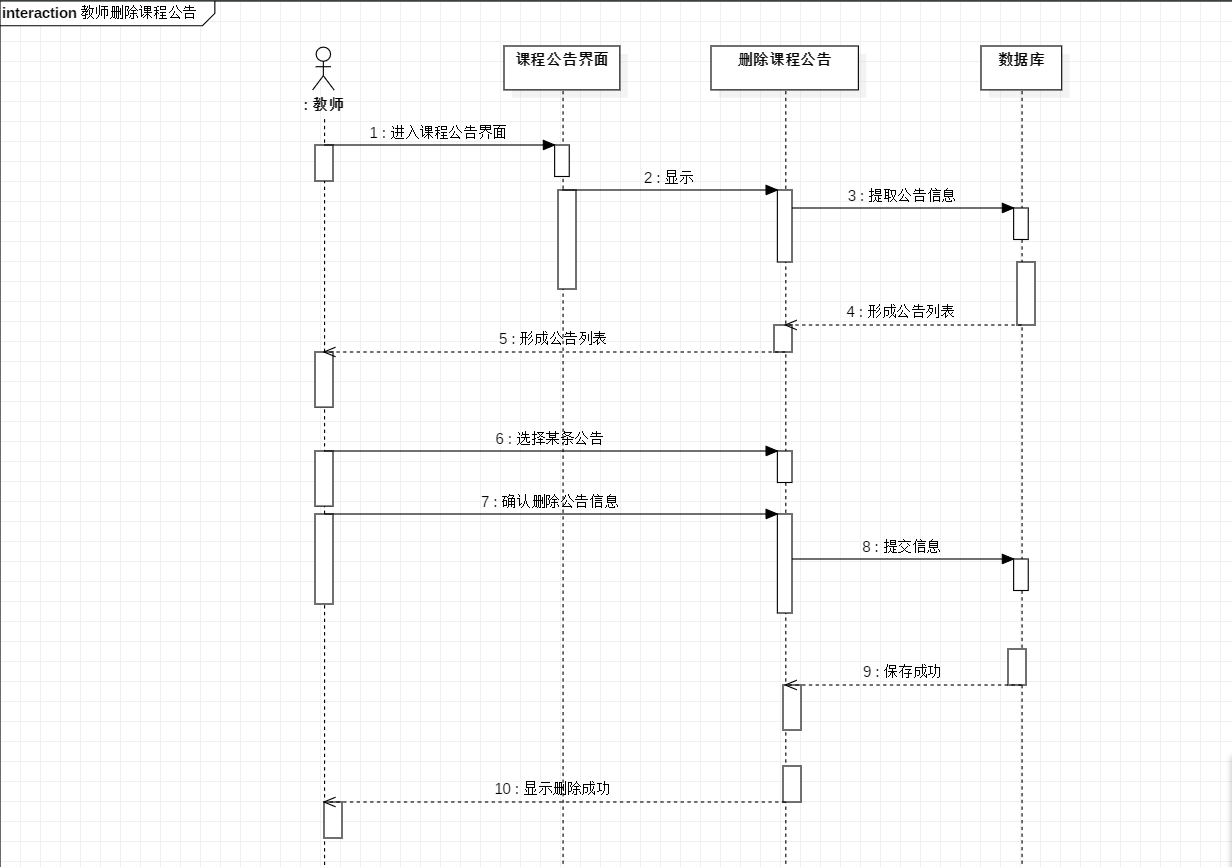 interaction 教师删除课程公告
课程公告界面
删除课程公告
数据库
: 教师
1 : 进入课程公告界面
2 : 显示
3 : 提取公告信息
4 : 形成公告列表
5 : 形成公告列表
6 : 选择某条公告
7 : 确认删除公告信息
8 : 提交信息
9 : 保存成功
10 : 显示删除成功